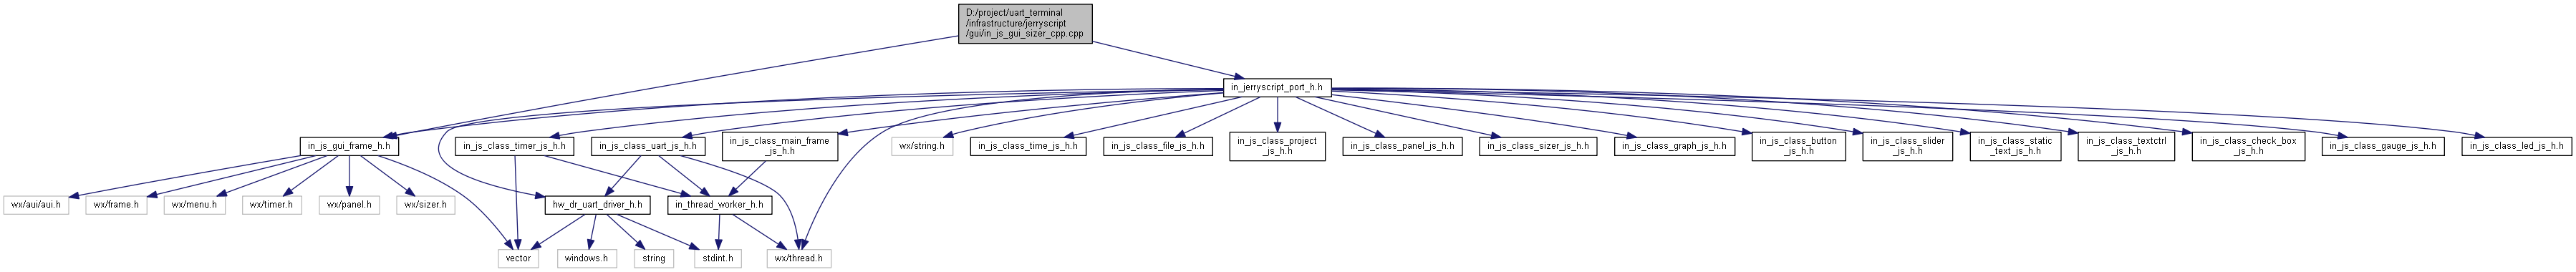 D:/project/uart_terminal
/infrastructure/jerryscript
/gui/in_js_gui_sizer_cpp.cpp
in_jerryscript_port_h.h
in_js_gui_frame_h.h
in_js_class_timer_js_h.h
in_js_class_uart_js_h.h
in_js_class_main_frame
_js_h.h
wx/string.h
in_js_class_time_js_h.h
in_js_class_file_js_h.h
in_js_class_project
_js_h.h
in_js_class_panel_js_h.h
in_js_class_sizer_js_h.h
in_js_class_graph_js_h.h
in_js_class_button
_js_h.h
in_js_class_slider
_js_h.h
in_js_class_static
_text_js_h.h
in_js_class_textctrl
_js_h.h
in_js_class_check_box
_js_h.h
in_js_class_gauge_js_h.h
in_js_class_led_js_h.h
wx/aui/aui.h
wx/frame.h
wx/menu.h
wx/timer.h
wx/panel.h
wx/sizer.h
hw_dr_uart_driver_h.h
in_thread_worker_h.h
vector
windows.h
string
stdint.h
wx/thread.h